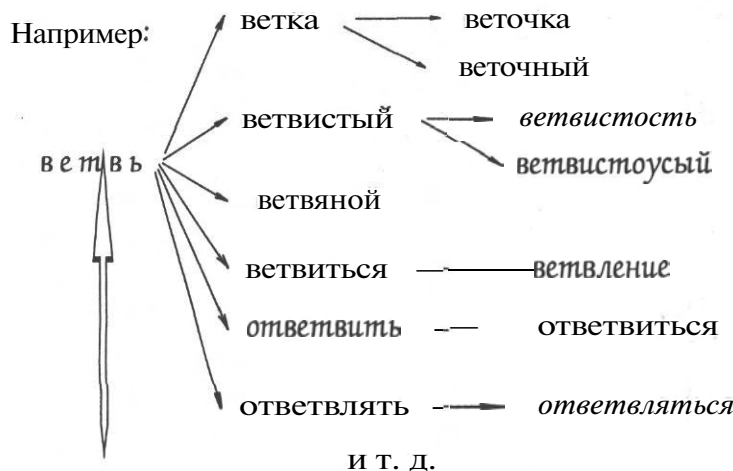 Например:
ветка веточка
веточный
ветвистый ветвистость
ветвь ветвистоусый
ветвяной
ветвиться ветвление
ответвить ответвиться
ответвлять ответвляться
и т. д.